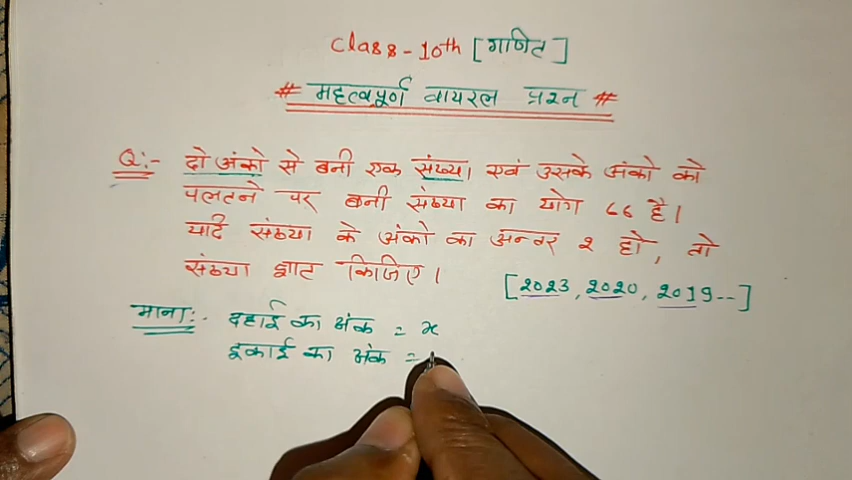 Class - 10th [गणित]
# महत्वपूर्ण वायरल प्रश्न #
Q:- दो अंको से बनी एक संख्या एवं उसके अंको को
पलटने पर बनी संख्या का योग 66 है।
यदि संख्या के अंको का अन्तर 2 हो, तो
संख्या ज्ञात किजिए।
[2023, 2020, 2019--]
माना:- दहाई का अंक = x
इकाई का अंक =